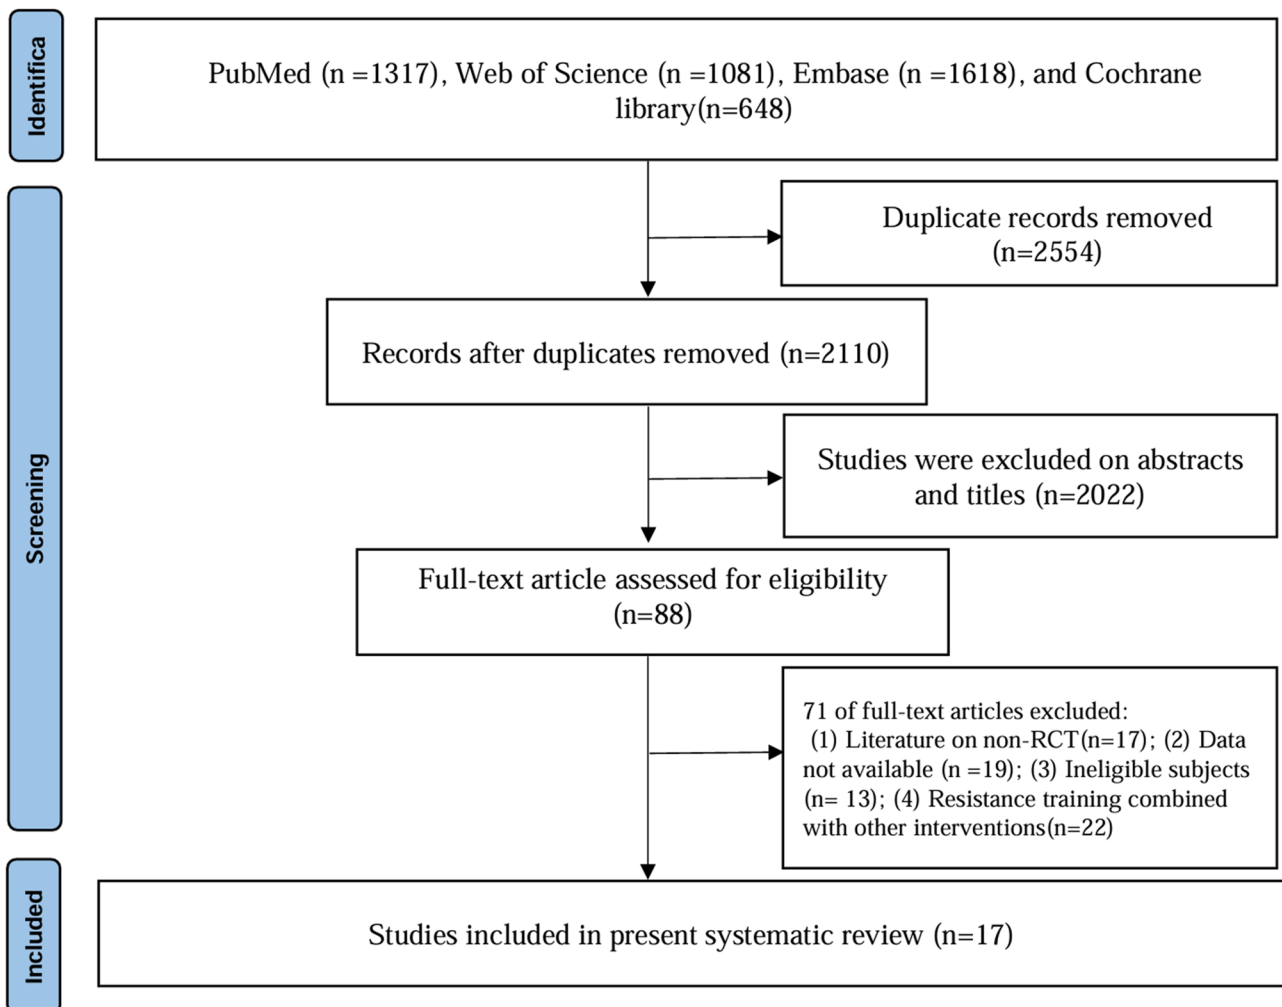 Identifica
PubMed (n =1317), Web of Science (n =1081), Embase (n =1618), and Cochrane
library(n=648)
Screening
Duplicate records removed
(n=2554)
Records after duplicates removed (n=2110)
Studies were excluded on abstracts
and titles (n=2022)
Full-text article assessed for eligibility
(n=88)
71 of full-text articles excluded:
(1) Literature on non-RCT(n=17); (2) Data
not available (n =19); (3) Ineligible subjects
(n= 13); (4) Resistance training combined
with other interventions(n=22)
Included
Studies included in present systematic review (n=17)